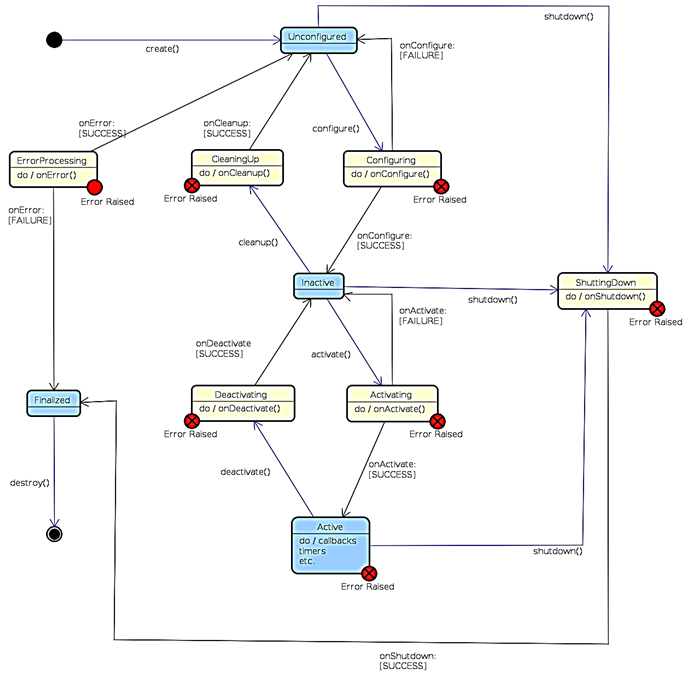 shutdown()
Unconfigured
create()
onConfigure:
[FAILURE]
onError:
[SUCCESS]
onCleanup:
[SUCCESS]
configure()
ErrorProcessing
do / onError()
Error Raised
CleaningUp
do / onCleanup()
Error Raised
Configuring
do / onConfigure()
Error Raised
onError:
[FAILURE]
cleanup()
onConfigure:
[SUCCESS]
Inactive
shutdown()
ShuttingDown
do / onShutdown()
Error Raised
onDeactivate
[SUCCESS]
activate()
onActivate:
[FAILURE]
Finalized
Deactivating
do / onDeactivate()
Error Raised
Activating
do / onActivate()
Error Raised
destroy()
deactivate()
onActivate:
[SUCCESS]
Active
do / callbacks
timers
etc.
Error Raised
shutdown()
onShutdown:
[SUCCESS]